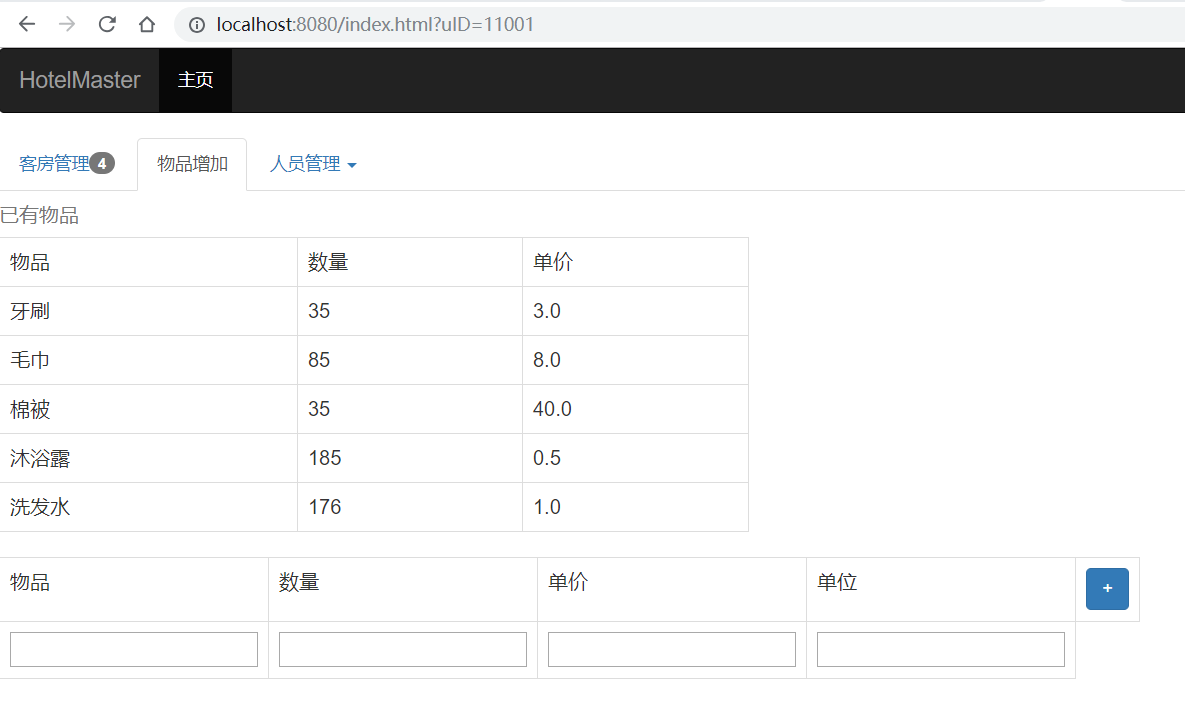 localhost:8080/index.html?uID=11001
HotelMaster 主页
客房管理 4 物品增加 人员管理
已有物品
物品 数量 单价
牙刷 35 3.0
毛巾 85 8.0
棉被 35 40.0
沐浴露 185 0.5
洗发水 176 1.0
物品 数量 单价 单位 +